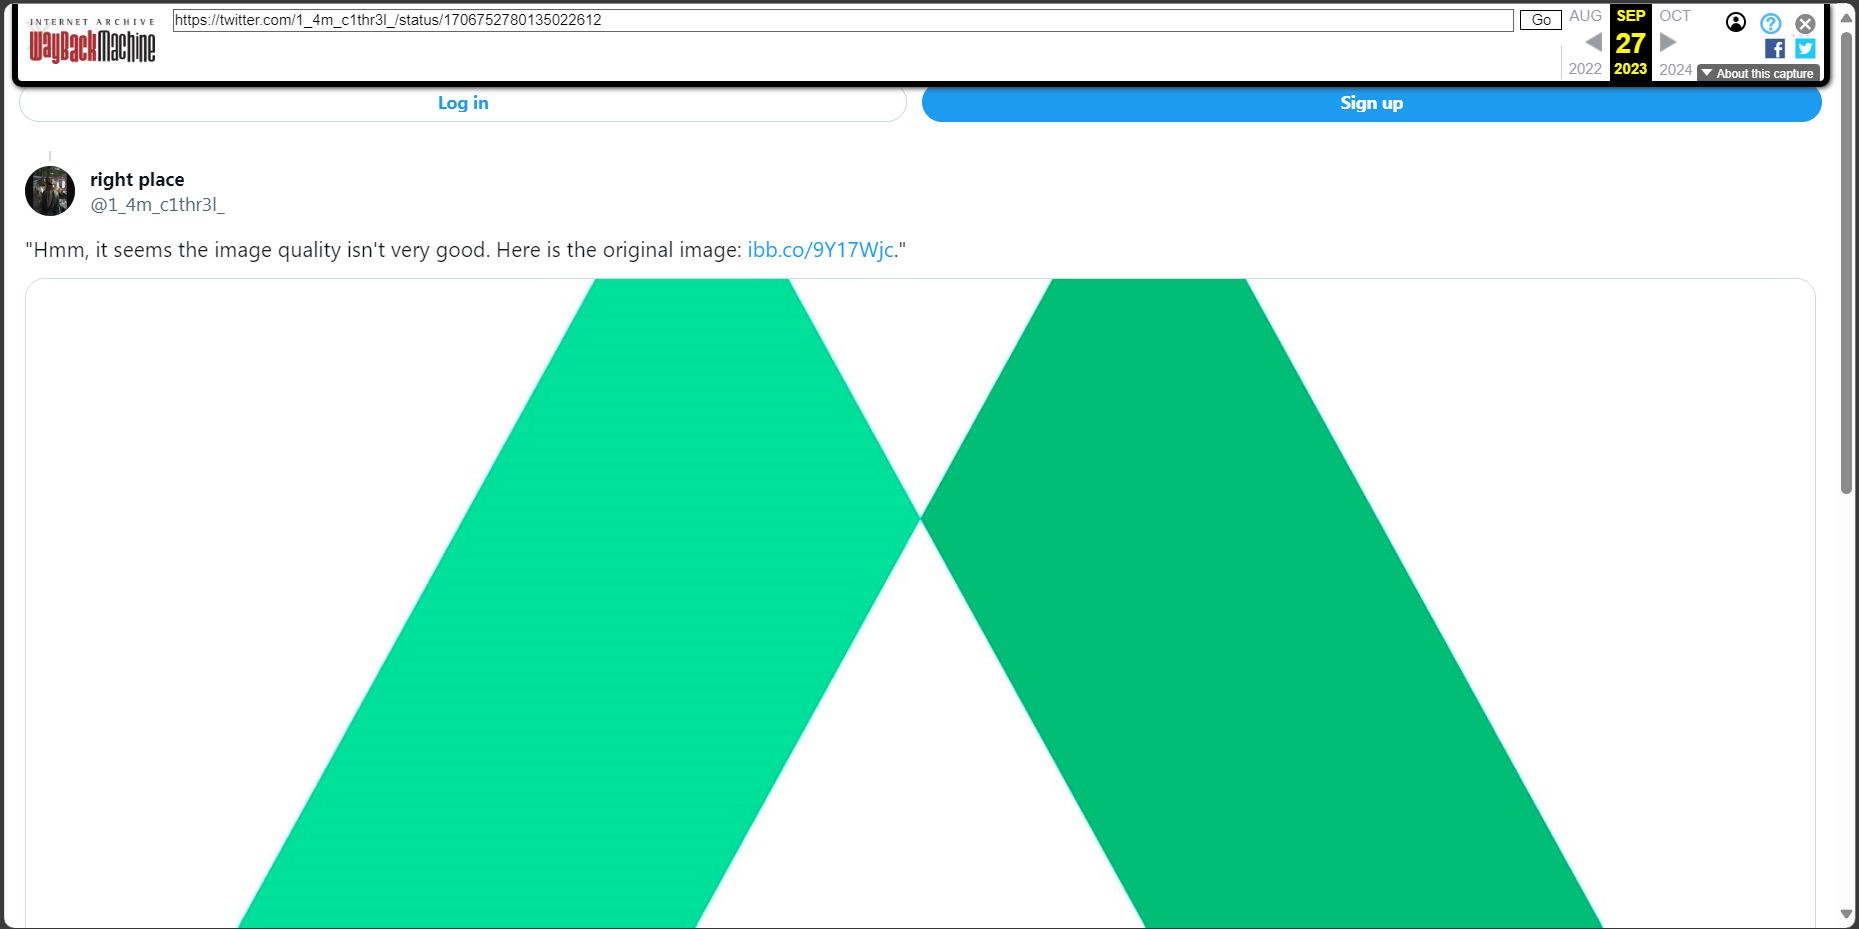 INTERNET ARCHIVE
WayBackMachine
https://twitter.com/1_4m_c1thr3l_/status/1706752780135022612
Go
AUG SEP OCT
27
2022 2023 2024
About this capture
Log in
Sign up
right place
@1_4m_c1thr3l_
"Hmm, it seems the image quality isn't very good. Here is the original image: ibb.co/9Y17Wjc."